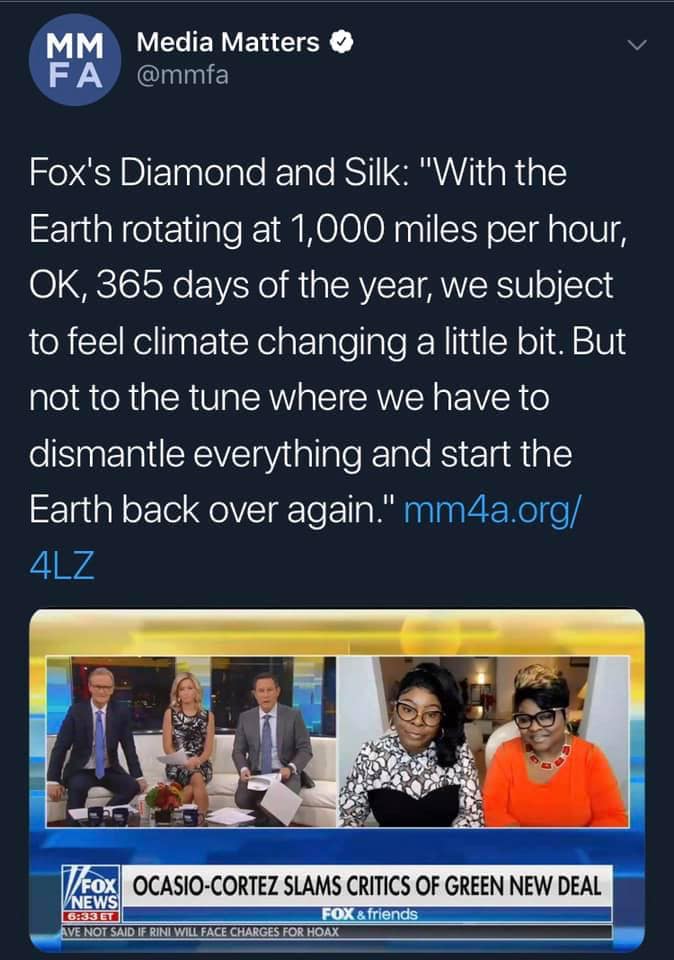 MM
FA
Media Matters
@mmfa
Fox's Diamond and Silk: "With the
Earth rotating at 1,000 miles per hour,
OK, 365 days of the year, we subject
to feel climate changing a little bit. But
not to the tune where we have to
dismantle everything and start the
Earth back over again." mm4a.org/
4LZ
FOX
NEWS
6:33 ET
OCASIO-CORTEZ SLAMS CRITICS OF GREEN NEW DEAL
FOX & friends
AVE NOT SAID IF RINI WILL FACE CHARGES FOR HOAX